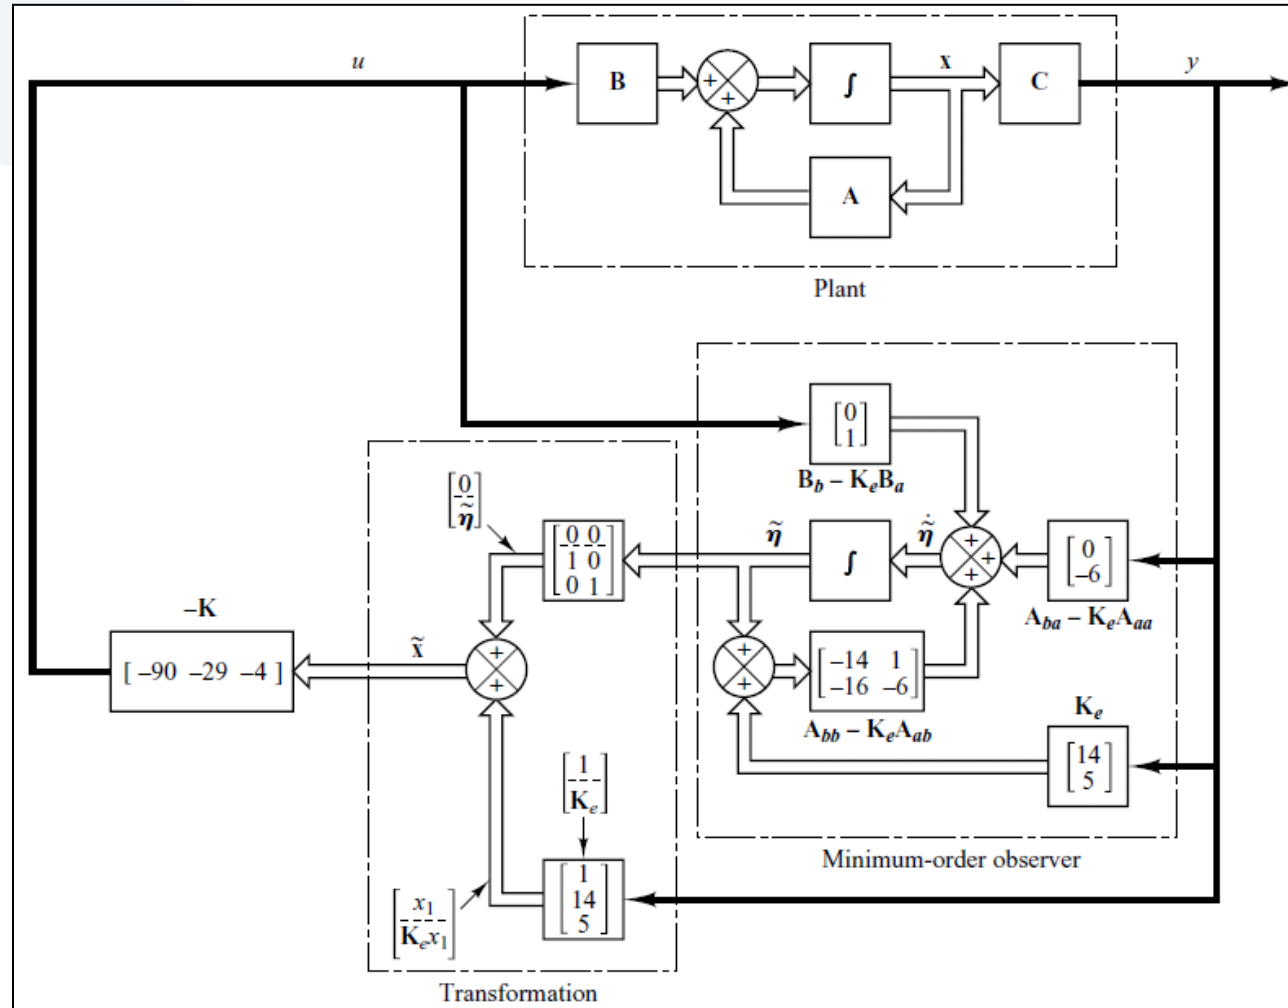 u
B
+
+
∫
x
C
y
A
Plant
[0
1]
B_b – K_eB_a
[0
η̃]
[0 0
1 0
0 1]
η̃
∫
η̃̇
+
+
+
[0
–6]
A_ba – K_eA_aa
–K
[ –90 –29 –4 ]
x̃
+
+
+
+
[–14 1
–16 –6]
A_bb – K_eA_ab
K_e
[14
5]
[1
K_e]
Minimum-order observer
[1
14
5]
[x_1
K_ex_1]
Transformation